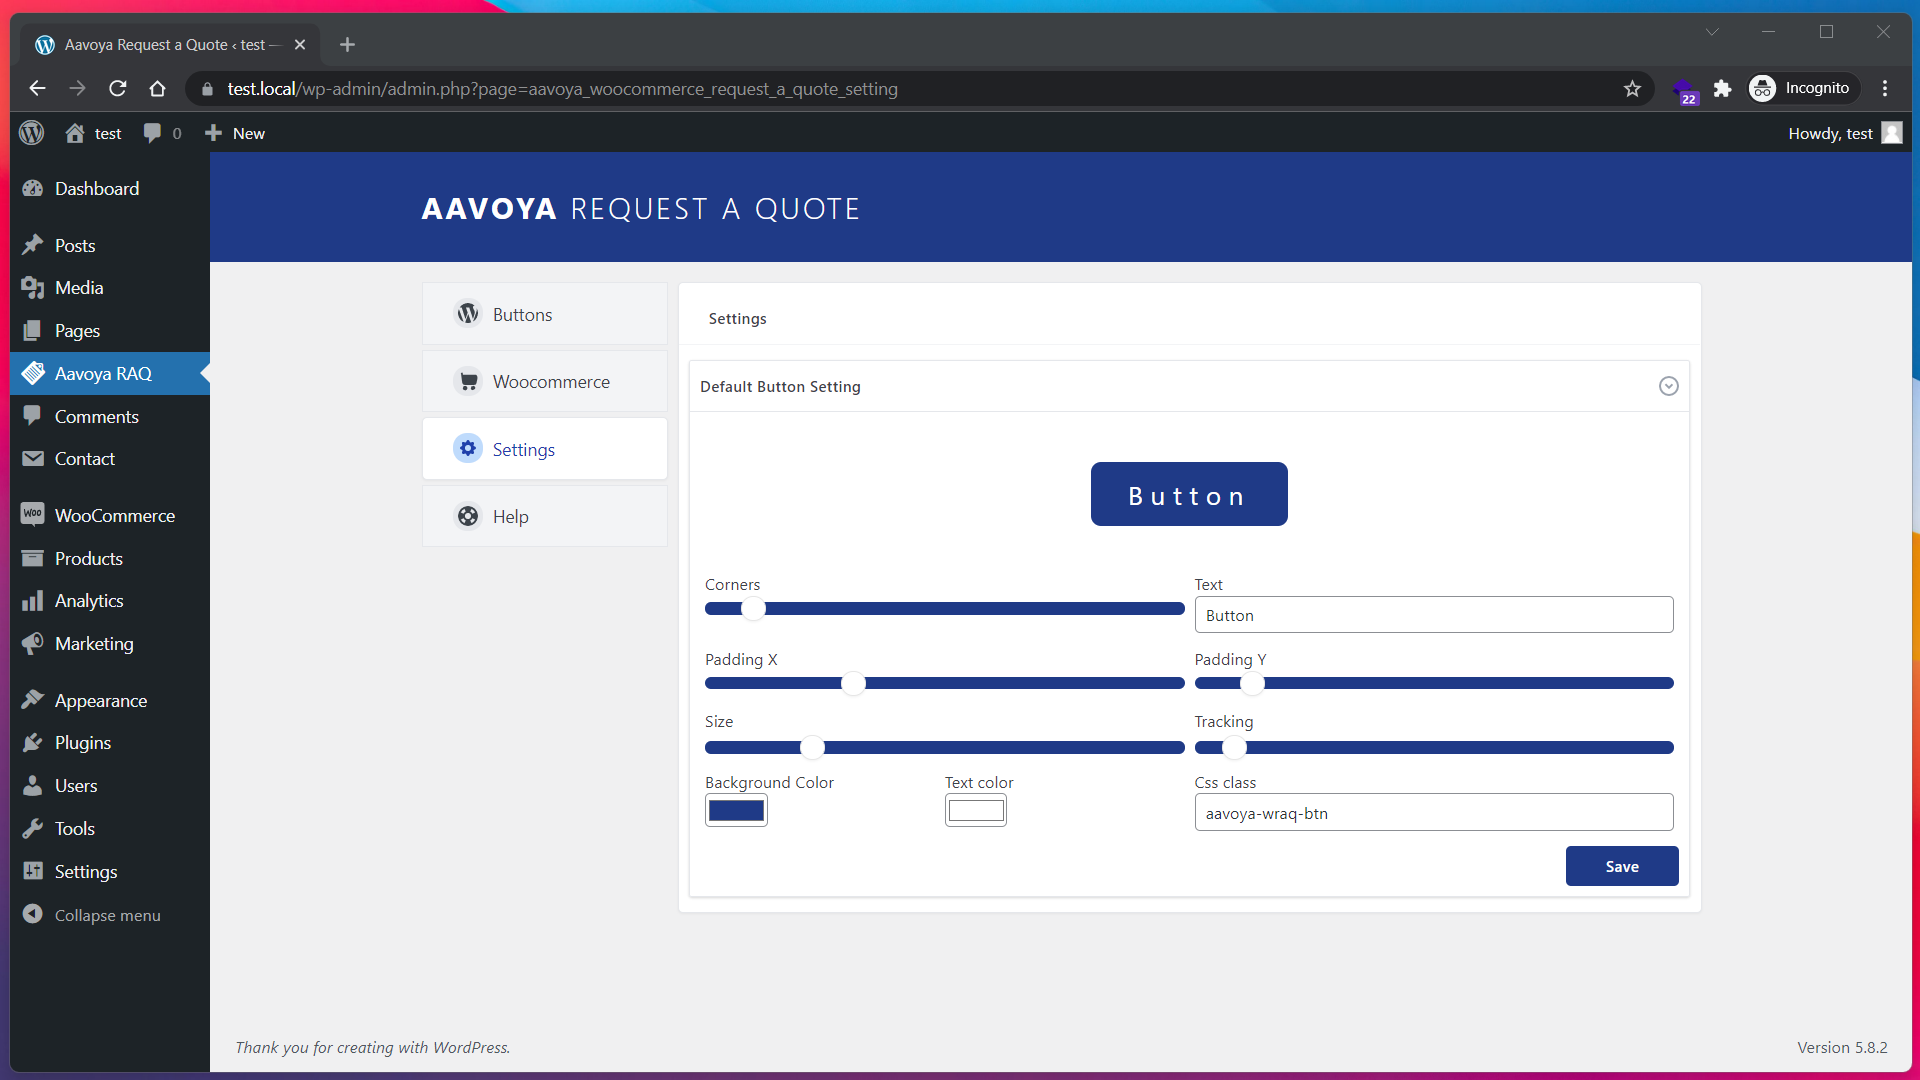 Aavoya Request a Quote ‹ test —
test.local/wp-admin/admin.php?page=aavoya_woocommerce_request_a_quote_setting
22
Incognito
test
0
New
Howdy, test
Dashboard
Posts
Media
Pages
Aavoya RAQ
Comments
Contact
Woo
WooCommerce
Products
Analytics
Marketing
Appearance
Plugins
Users
Tools
Settings
Collapse menu
AAVOYA REQUEST A QUOTE
Buttons
Woocommerce
Settings
Help
Settings
Default Button Setting
Button
Corners
Text
Button
Padding X
Padding Y
Size
Tracking
Background Color
Text color
Css class
aavoya-wraq-btn
Save
Thank you for creating with WordPress.
Version 5.8.2